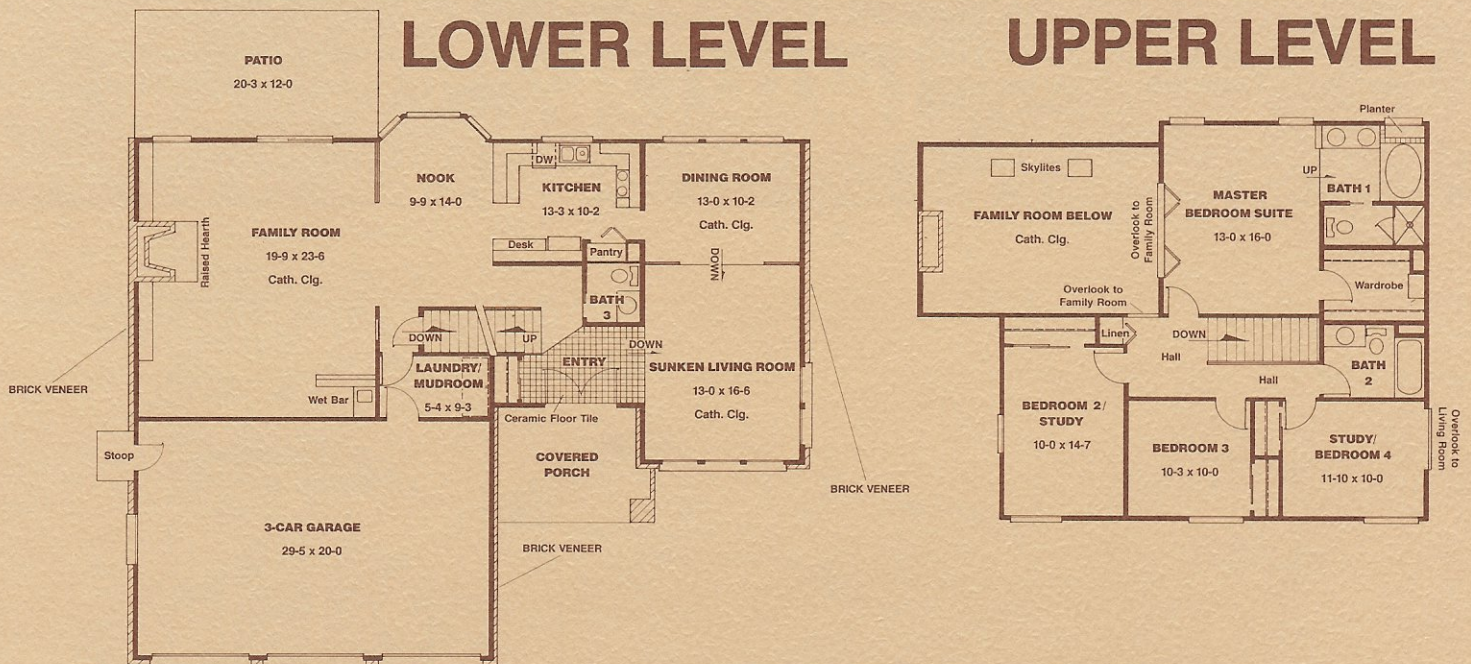 LOWER LEVEL
PATIO
20-3 x 12-0
NOOK
9-9 x 14-0
DW
KITCHEN
13-3 x 10-2
DINING ROOM
13-0 x 10-2
Cath. Clg.
FAMILY ROOM
19-9 x 23-6
Cath. Clg.
Raised Hearth
Desk
Pantry
DOWN
BATH
3
DOWN
UP
ENTRY
DOWN
SUNKEN LIVING ROOM
13-0 x 16-6
Cath. Clg.
LAUNDRY/
MUDROOM
5-4 x 9-3
Wet Bar
Ceramic Floor Tile
BRICK VENEER
Stoop
COVERED
PORCH
BRICK VENEER
3-CAR GARAGE
29-5 x 20-0
BRICK VENEER
UPPER LEVEL
Planter
Skylites
FAMILY ROOM BELOW
Cath. Clg.
Overlook to
Family Room
UP
BATH 1
MASTER
BEDROOM SUITE
13-0 x 16-0
Wardrobe
Overlook to
Family Room
Linen
DOWN
Hall
BATH
2
Hall
BEDROOM 2/
STUDY
10-0 x 14-7
BEDROOM 3
10-3 x 10-0
STUDY/
BEDROOM 4
11-10 x 10-0
Overlook to
Living Room